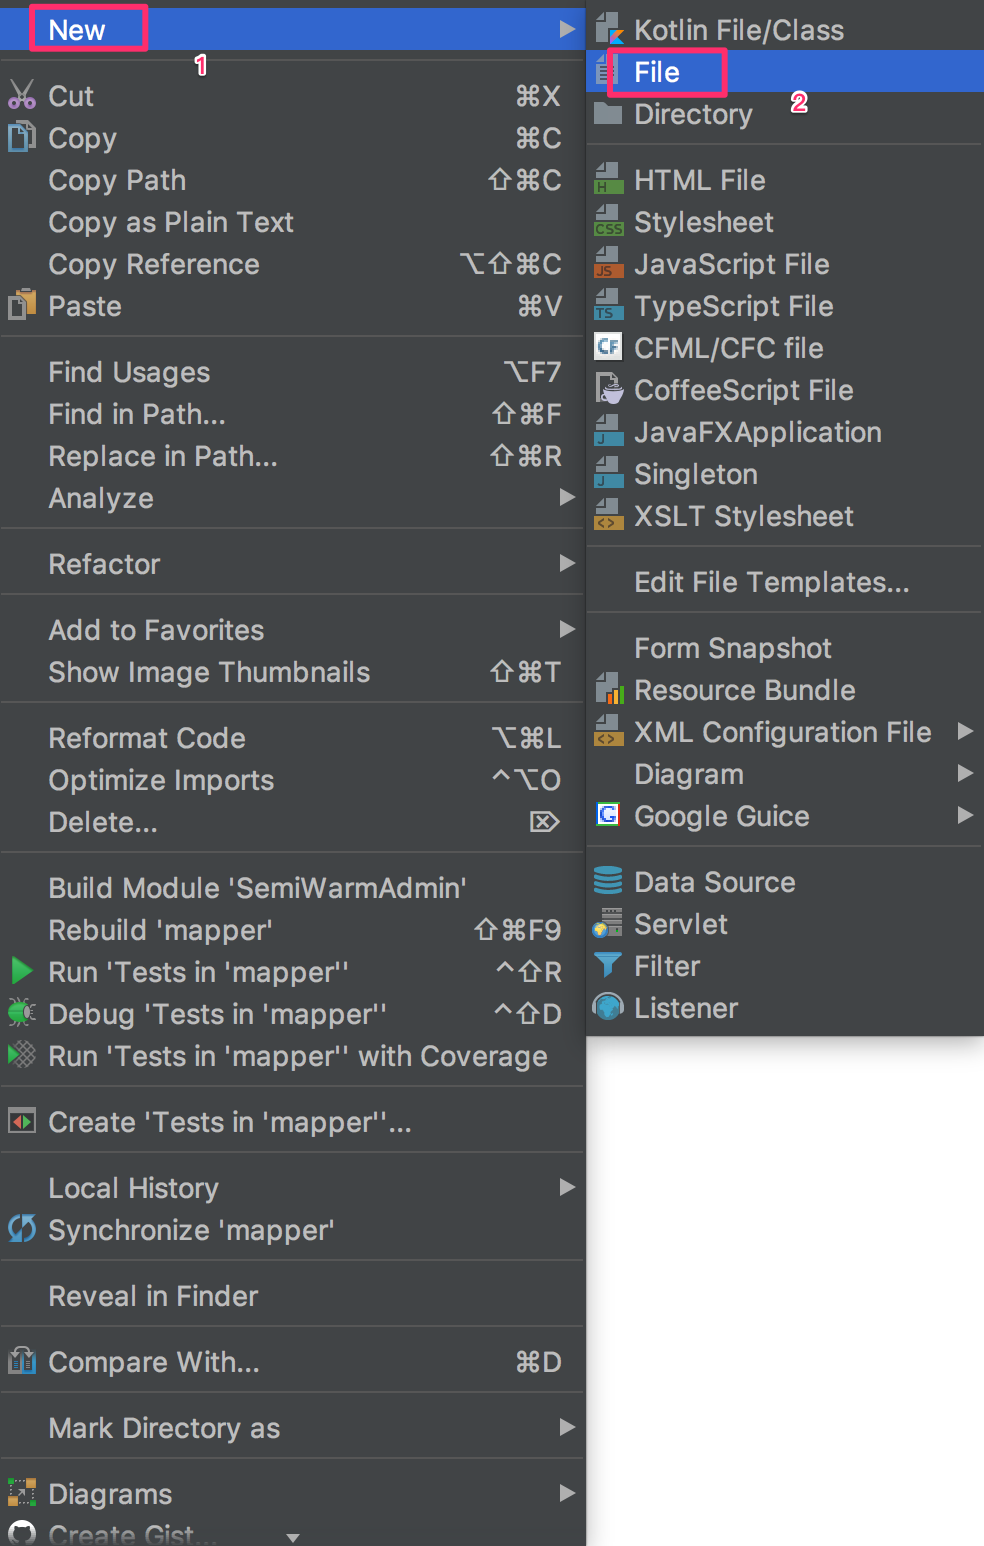 New
1
Cut ⌘X
Copy ⌘C
Copy Path ⇧⌘C
Copy as Plain Text
Copy Reference ⌥⇧⌘C
Paste ⌘V
Find Usages ⌥F7
Find in Path... ⇧⌘F
Replace in Path... ⇧⌘R
Analyze
Refactor
Add to Favorites
Show Image Thumbnails ⇧⌘T
Reformat Code ⌥⌘L
Optimize Imports ^⌥O
Delete... ⌦
Build Module 'SemiWarmAdmin'
Rebuild 'mapper' ⇧⌘F9
Run 'Tests in 'mapper'' ^⇧R
Debug 'Tests in 'mapper'' ^⇧D
Run 'Tests in 'mapper'' with Coverage
Create 'Tests in 'mapper''...
Local History
Synchronize 'mapper'
Reveal in Finder
Compare With... ⌘D
Mark Directory as
Diagrams
Create Gist...
Kotlin File/Class
File
2
Directory
H HTML File
CSS Stylesheet
JS JavaScript File
TS TypeScript File
CF CFML/CFC file
CoffeeScript File
J JavaFXApplication
J Singleton
<> XSLT Stylesheet
Edit File Templates...
Form Snapshot
Resource Bundle
<> XML Configuration File
Diagram
G Google Guice
Data Source
Servlet
Filter
Listener